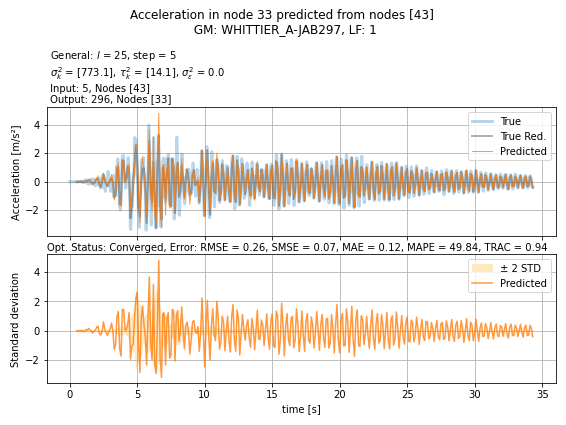 Acceleration in node 33 predicted from nodes [43]
GM: WHITTIER_A-JAB297, LF: 1
General: l = 25, step = 5
σ²ₖ = [773.1], τ²ₖ = [14.1], σ²ε = 0.0
Input: 5, Nodes [43]
Output: 296, Nodes [33]
Acceleration [m/s²]
4
2
0
−2
True
True Red.
Predicted
Opt. Status: Converged, Error: RMSE = 0.26, SMSE = 0.07, MAE = 0.12, MAPE = 49.84, TRAC = 0.94
Standard deviation
4
2
0
−2
± 2 STD
Predicted
0 5 10 15 20 25 30 35
time [s]